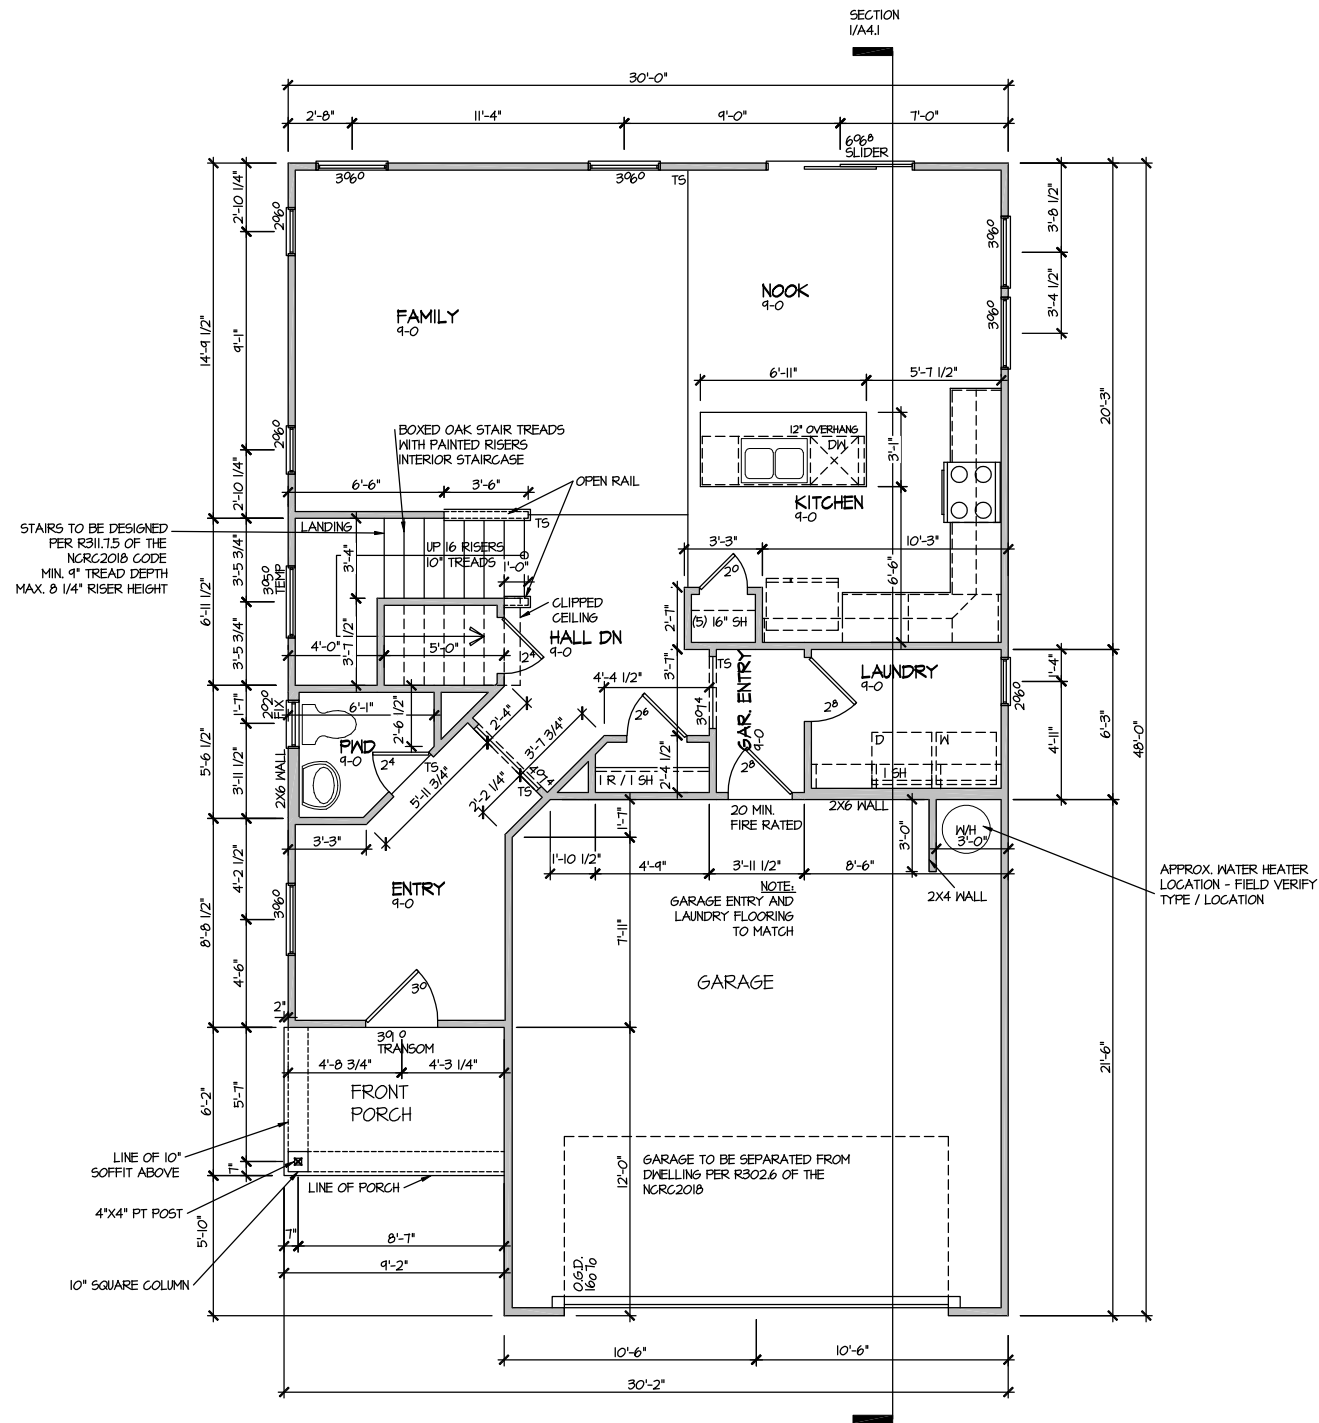 SECTION
1/A4.1
30'-0"
2'-8"
11'-4"
9'-0"
7'-0"
6⁰6⁸
SLIDER
3⁰6⁰
3⁰6⁰
TS
2'-10 1/4"
2⁰6⁰
14'-9 1/2"
9'-1"
2⁰6⁰
2'-10 1/4"
FAMILY
9-0
NOOK
9-0
3⁰6⁰
3⁰6⁰
3'-8 1/2"
3'-4 1/2"
20'-3"
48'-0"
6'-11"
5'-7 1/2"
12" OVERHANG
DW
3'-1"
KITCHEN
9-0
BOXED OAK STAIR TREADS
WITH PAINTED RISERS
INTERIOR STAIRCASE
6'-6"
3'-6"
OPEN RAIL
STAIRS TO BE DESIGNED
PER R311.7.5 OF THE
NCRC2018 CODE
MIN. 9" TREAD DEPTH
MAX. 8 1/4" RISER HEIGHT
LANDING
TS
UP 16 RISERS
10" TREADS
1'-0"
3'-4"
3'-5 3/4"
3⁰5⁰
TEMP
6'-11 1/2"
3'-5 3/4"
3'-3"
10'-3"
6'-6"
2⁰
(5) 16" SH
2'-7"
CLIPPED
CEILING
HALL DN
9-0
4'-0"
3'-7 1/2"
5'-0"
2⁴
3'-7"
TS
GAR. ENTRY
9-0
LAUNDRY
9-0
1'-4"
2⁰6⁰
4'-11"
6'-3"
4'-4 1/2"
3⁰7⁴
2⁸
2⁶
1'-7"
2⁰2⁰
FIX
6'-1"
2'-6 1/2"
2'-4"
3'-7 3/4"
5'-6 1/2"
3'-11 1/2"
2X6 WALL
PWD
9-0
2⁴
TS
5'-11 3/4"
2'-2 1/4"
4⁰7⁴
TS
1 R / 1 SH
2'-4 1/2"
2⁸
D
W
1 SH
20 MIN.
FIRE RATED
2X6 WALL
W/H
3'-0"
3'-0"
3'-3"
1'-7"
1'-10 1/2"
4'-9"
3'-11 1/2"
8'-6"
2X4 WALL
APPROX. WATER HEATER
LOCATION - FIELD VERIFY
TYPE / LOCATION
4'-2 1/2"
ENTRY
9-0
NOTE:
GARAGE ENTRY AND
LAUNDRY FLOORING
TO MATCH
3⁰6⁰
8'-8 1/2"
7'-11"
4'-6"
GARAGE
3⁰
2"
3⁰1⁰
TRANSOM
4'-8 3/4"
4'-3 1/4"
FRONT
PORCH
21'-6"
6'-2"
5'-7"
LINE OF 10"
SOFFIT ABOVE
7"
GARAGE TO BE SEPARATED FROM
DWELLING PER R302.6 OF THE
NCRC2018
12'-0"
LINE OF PORCH
4"X4" PT POST
5'-10"
7"
8'-7"
9'-2"
10" SQUARE COLUMN
O.G.D.
16⁰ 7⁰
10'-6"
10'-6"
30'-2"